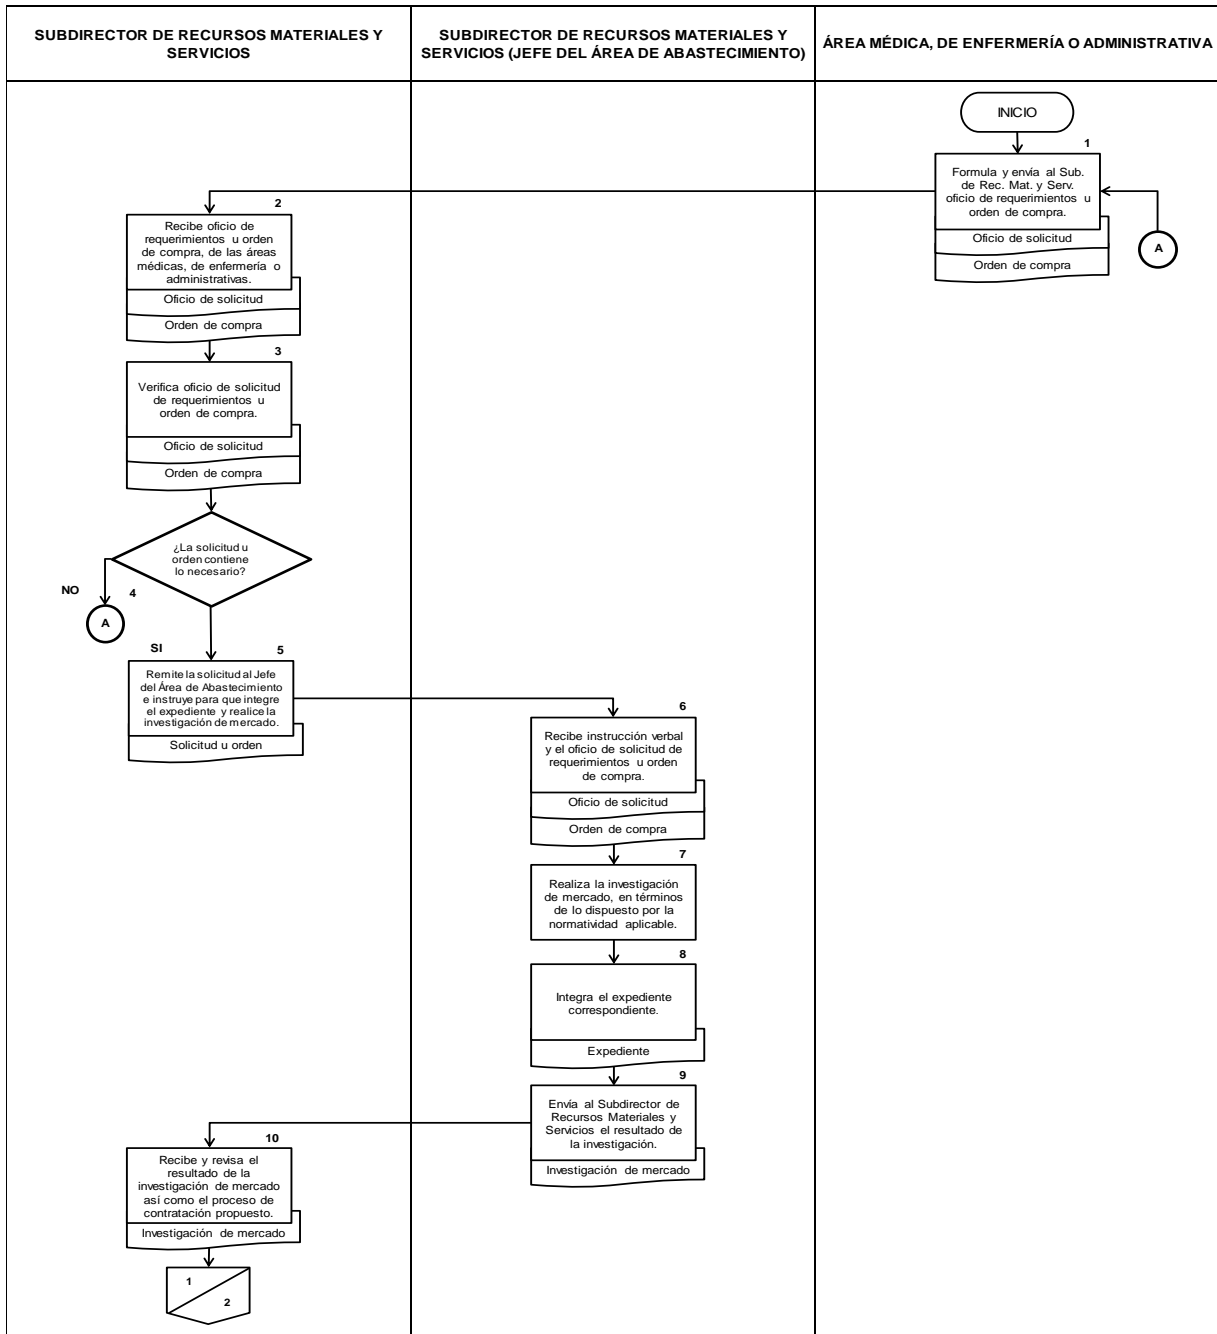 SUBDIRECTOR DE RECURSOS MATERIALES Y
SERVICIOS
SUBDIRECTOR DE RECURSOS MATERIALES Y
SERVICIOS (JEFE DEL ÁREA DE ABASTECIMIENTO)
ÁREA MÉDICA, DE ENFERMERÍA O ADMINISTRATIVA
INICIO
1
Formula y envía al Sub.
de Rec. Mat. y Serv.
oficio de requerimientos u
orden de compra.
Oficio de solicitud
Orden de compra
A
2
Recibe oficio de
requerimientos u orden
de compra, de las áreas
médicas, de enfermería o
administrativas.
Oficio de solicitud
Orden de compra
3
Verifica oficio de solicitud
de requerimientos u
orden de compra.
Oficio de solicitud
Orden de compra
¿La solicitud u
orden contiene
lo necesario?
NO
4
A
SI
5
Remite la solicitud al Jefe
del Área de Abastecimiento
e instruye para que integre
el expediente y realice la
investigación de mercado.
Solicitud u orden
6
Recibe instrucción verbal
y el oficio de solicitud de
requerimientos u orden
de compra.
Oficio de solicitud
Orden de compra
7
Realiza la investigación
de mercado, en términos
de lo dispuesto por la
normatividad aplicable.
8
Integra el expediente
correspondiente.
Expediente
9
Envía al Subdirector de
Recursos Materiales y
Servicios el resultado de
la investigación.
Investigación de mercado
10
Recibe y revisa el
resultado de la
investigación de mercado
así como el proceso de
contratación propuesto.
Investigación de mercado
1
2